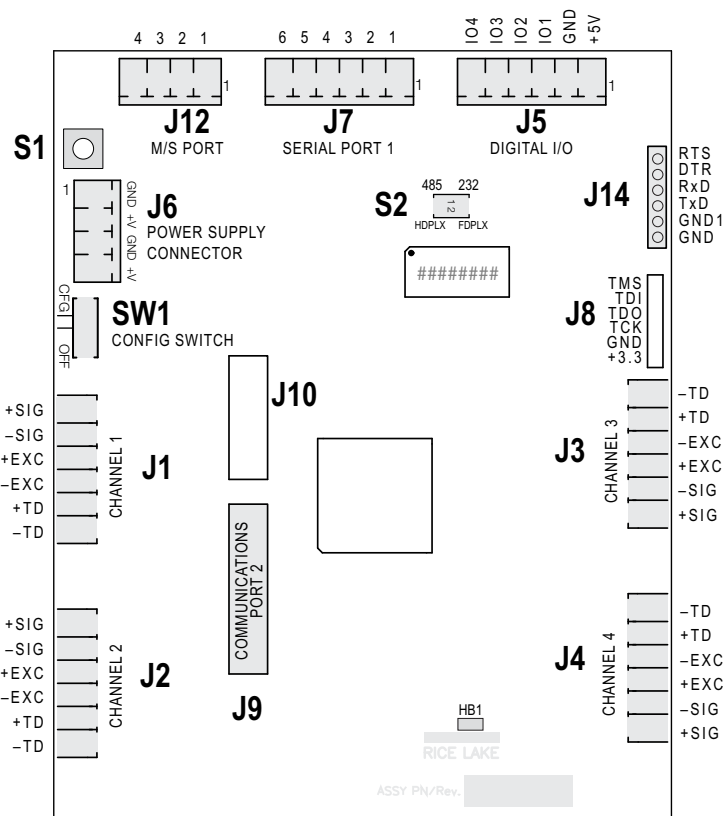 4 3 2 1
6 5 4 3 2 1
IO4
IO3
IO2
IO1
GND
+5V
1
1
1
J12
M/S PORT
J7
SERIAL PORT 1
J5
DIGITAL I/O
S1
1
GND
+V
GND
+V
J6
POWER SUPPLY
CONNECTOR
S2
485 232
1 2
HDPLX FDPLX
########
J14
RTS
DTR
RxD
TxD
GND1
GND
CFG
OFF
SW1
CONFIG SWITCH
J8
TMS
TDI
TDO
TCK
GND
+3.3
J10
+SIG
–SIG
+EXC
–EXC
+TD
–TD
CHANNEL 1
J1
J3
CHANNEL 3
–TD
+TD
–EXC
+EXC
–SIG
+SIG
COMMUNICATIONS
PORT 2
J9
+SIG
–SIG
+EXC
–EXC
+TD
–TD
CHANNEL 2
J2
J4
CHANNEL 4
–TD
+TD
–EXC
+EXC
–SIG
+SIG
HB1
RICE LAKE
ASSY PN/Rev.